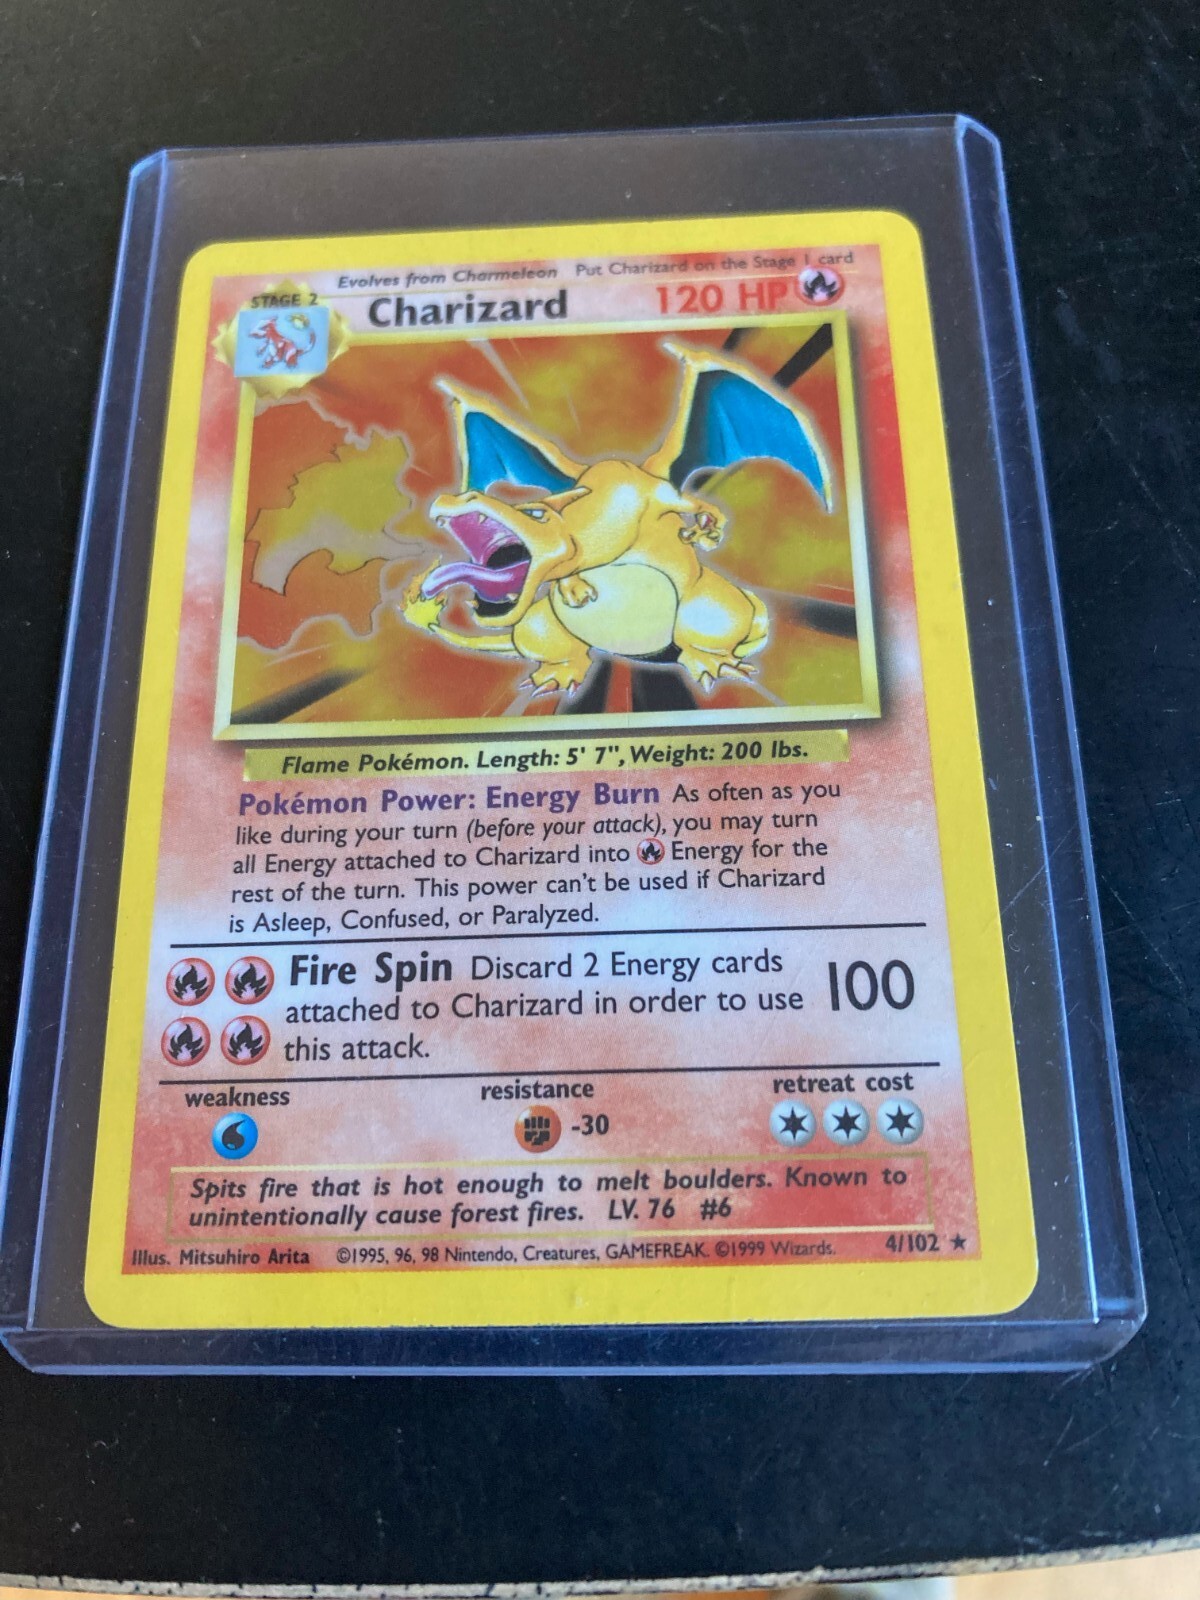 Evolves from Charmeleon Put Charizard on the Stage 1 card
STAGE 2
Charizard 120 HP
Flame Pokémon. Length: 5' 7", Weight: 200 lbs.
Pokémon Power: Energy Burn As often as you
like during your turn (before your attack), you may turn
all Energy attached to Charizard into Energy for the
rest of the turn. This power can't be used if Charizard
is Asleep, Confused, or Paralyzed.
Fire Spin Discard 2 Energy cards
attached to Charizard in order to use
this attack.
100
weakness resistance retreat cost
-30
Spits fire that is hot enough to melt boulders. Known to
unintentionally cause forest fires. LV. 76 #6
Illus. Mitsuhiro Arita ©1995, 96, 98 Nintendo, Creatures, GAMEFREAK. ©1999 Wizards. 4/102 ★